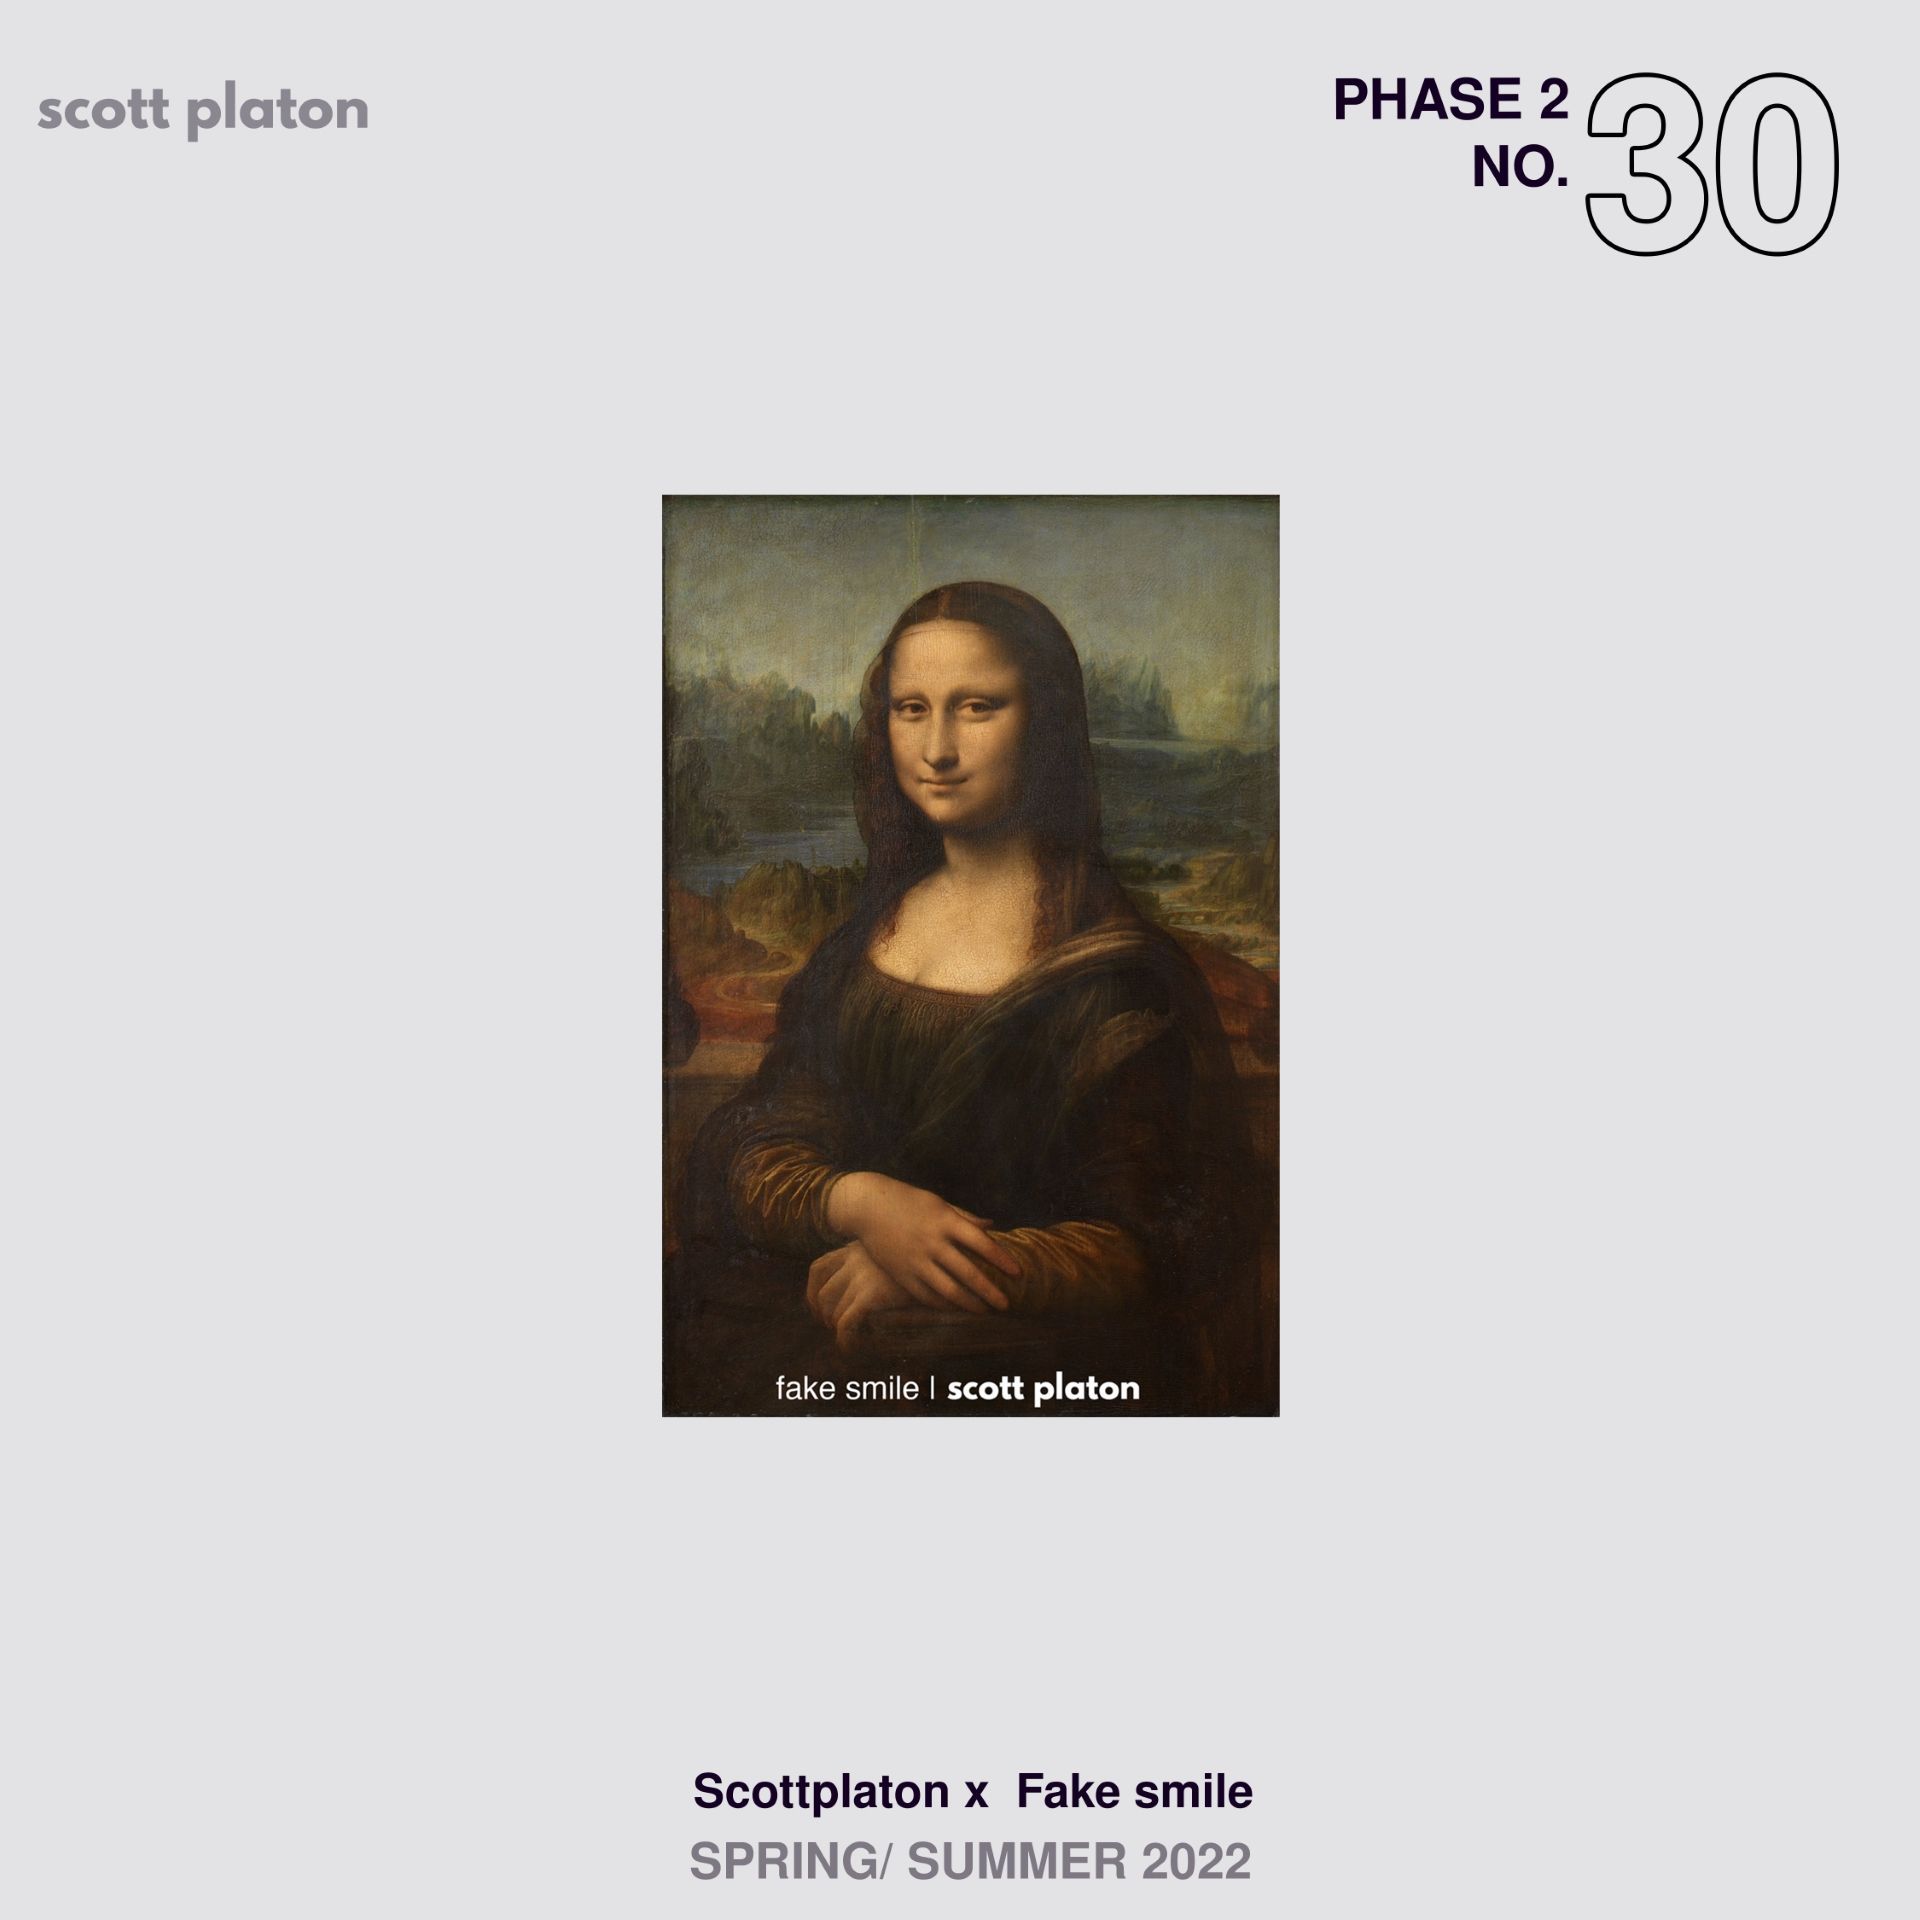 scott platon
PHASE 2
NO. 30
fake smile | scott platon
Scottplaton x  Fake smile
SPRING/ SUMMER 2022